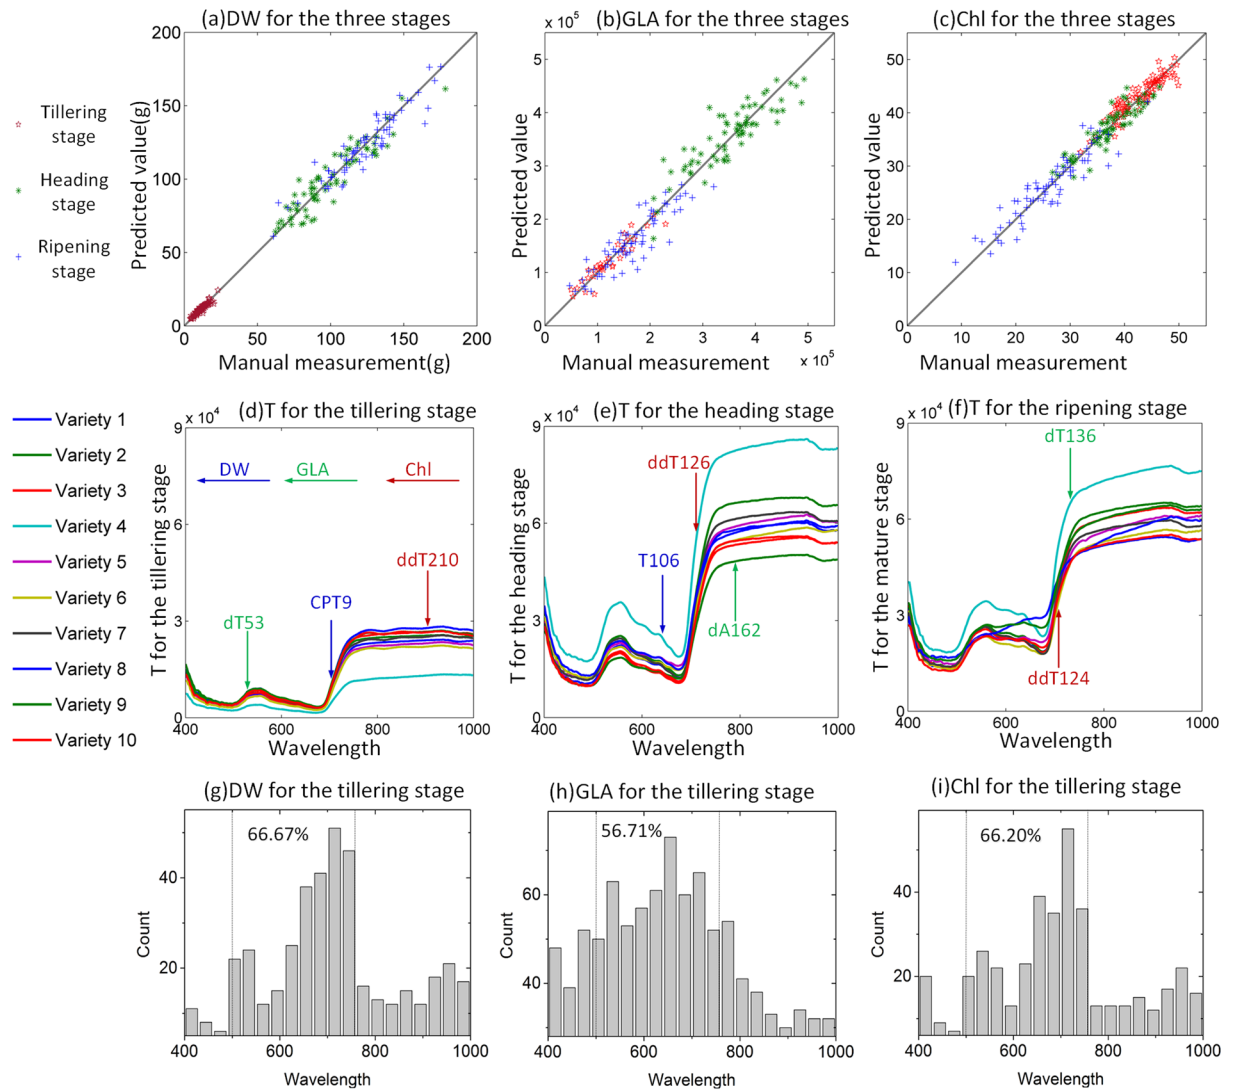 (a)DW for the three stages
(b)GLA for the three stages
(c)Chl for the three stages
Tillering
stage
Heading
stage
Ripening
stage
Predicted value(g)
200
150
100
50
0
0 50 100 150 200
Manual measurement(g)
x 10⁵
Predicted value
5
4
3
2
1
0
0 1 2 3 4 5
Manual measurement x 10⁵
Predicted value
50
40
30
20
10
0
0 10 20 30 40 50
Manual measurement
Variety 1
Variety 2
Variety 3
Variety 4
Variety 5
Variety 6
Variety 7
Variety 8
Variety 9
Variety 10
x 10⁴ (d)T for the tillering stage
T for the tillering stage
9
6
3
0
DW GLA Chl
ddT210
CPT9
dT53
400 600 800 1000
Wavelength
x 10⁴ (e)T for the heading stage
T for the heading stage
9
6
3
0
ddT126
T106
dA162
400 600 800 1000
Wavelength
x 10⁴ (f)T for the ripening stage
T for the mature stage
9
6
3
0
dT136
ddT124
400 600 800 1000
Wavelength
(g)DW for the tillering stage
66.67%
Count
40
20
400 600 800 1000
Wavelength
(h)GLA for the tillering stage
56.71%
Count
60
40
400 600 800 1000
Wavelength
(i)Chl for the tillering stage
66.20%
Count
40
20
400 600 800 1000
Wavelength